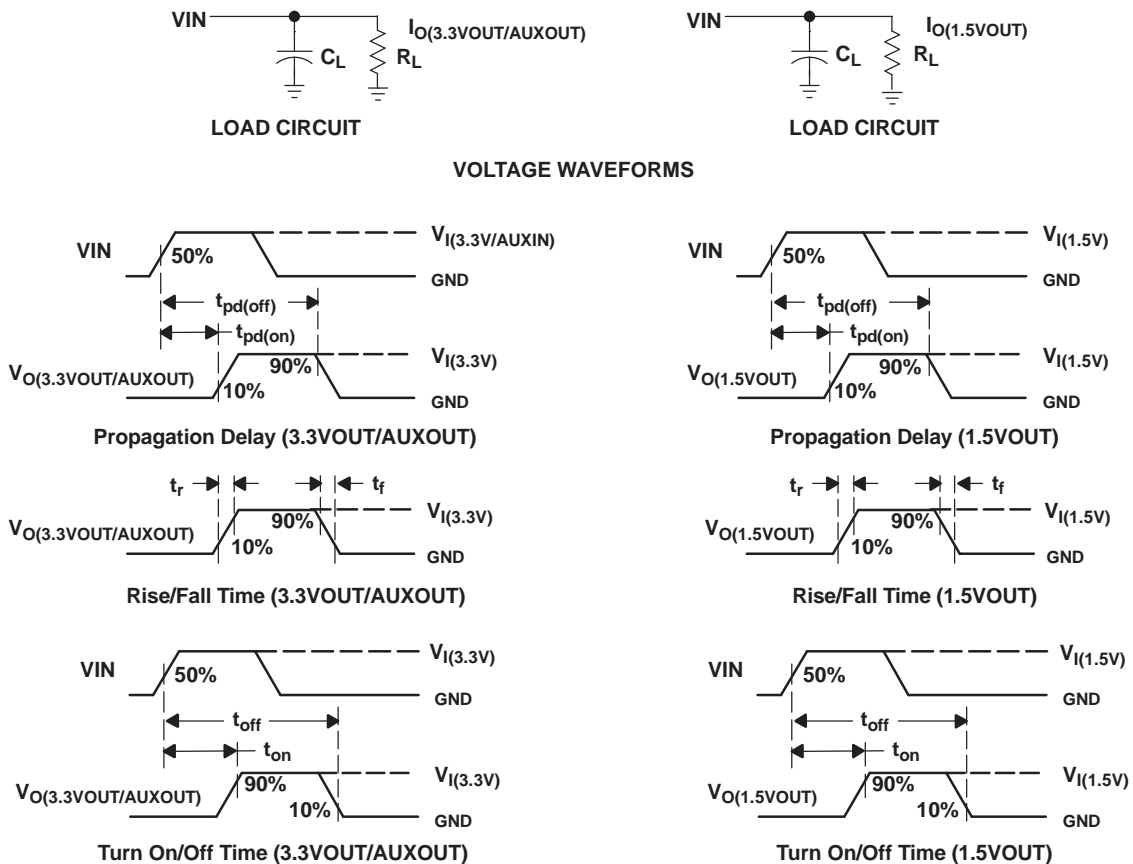 VIN
I_O(3.3VOUT/AUXOUT)
C_L
R_L
LOAD CIRCUIT
VIN
I_O(1.5VOUT)
C_L
R_L
LOAD CIRCUIT
VOLTAGE WAVEFORMS
VIN
50%
V_I(3.3V/AUXIN)
GND
t_pd(off)
t_pd(on)
V_O(3.3VOUT/AUXOUT)
90%
10%
V_I(3.3V)
GND
Propagation Delay (3.3VOUT/AUXOUT)
VIN
50%
V_I(1.5V)
GND
t_pd(off)
t_pd(on)
V_O(1.5VOUT)
90%
10%
V_I(1.5V)
GND
Propagation Delay (1.5VOUT)
t_r
t_f
V_O(3.3VOUT/AUXOUT)
90%
10%
V_I(3.3V)
GND
Rise/Fall Time (3.3VOUT/AUXOUT)
t_r
t_f
V_O(1.5VOUT)
90%
10%
V_I(1.5V)
GND
Rise/Fall Time (1.5VOUT)
VIN
50%
V_I(3.3V)
GND
t_off
t_on
V_O(3.3VOUT/AUXOUT)
90%
10%
V_I(3.3V)
GND
Turn On/Off Time (3.3VOUT/AUXOUT)
VIN
50%
V_I(1.5V)
GND
t_off
t_on
V_O(1.5VOUT)
90%
10%
V_I(1.5V)
GND
Turn On/Off Time (1.5VOUT)